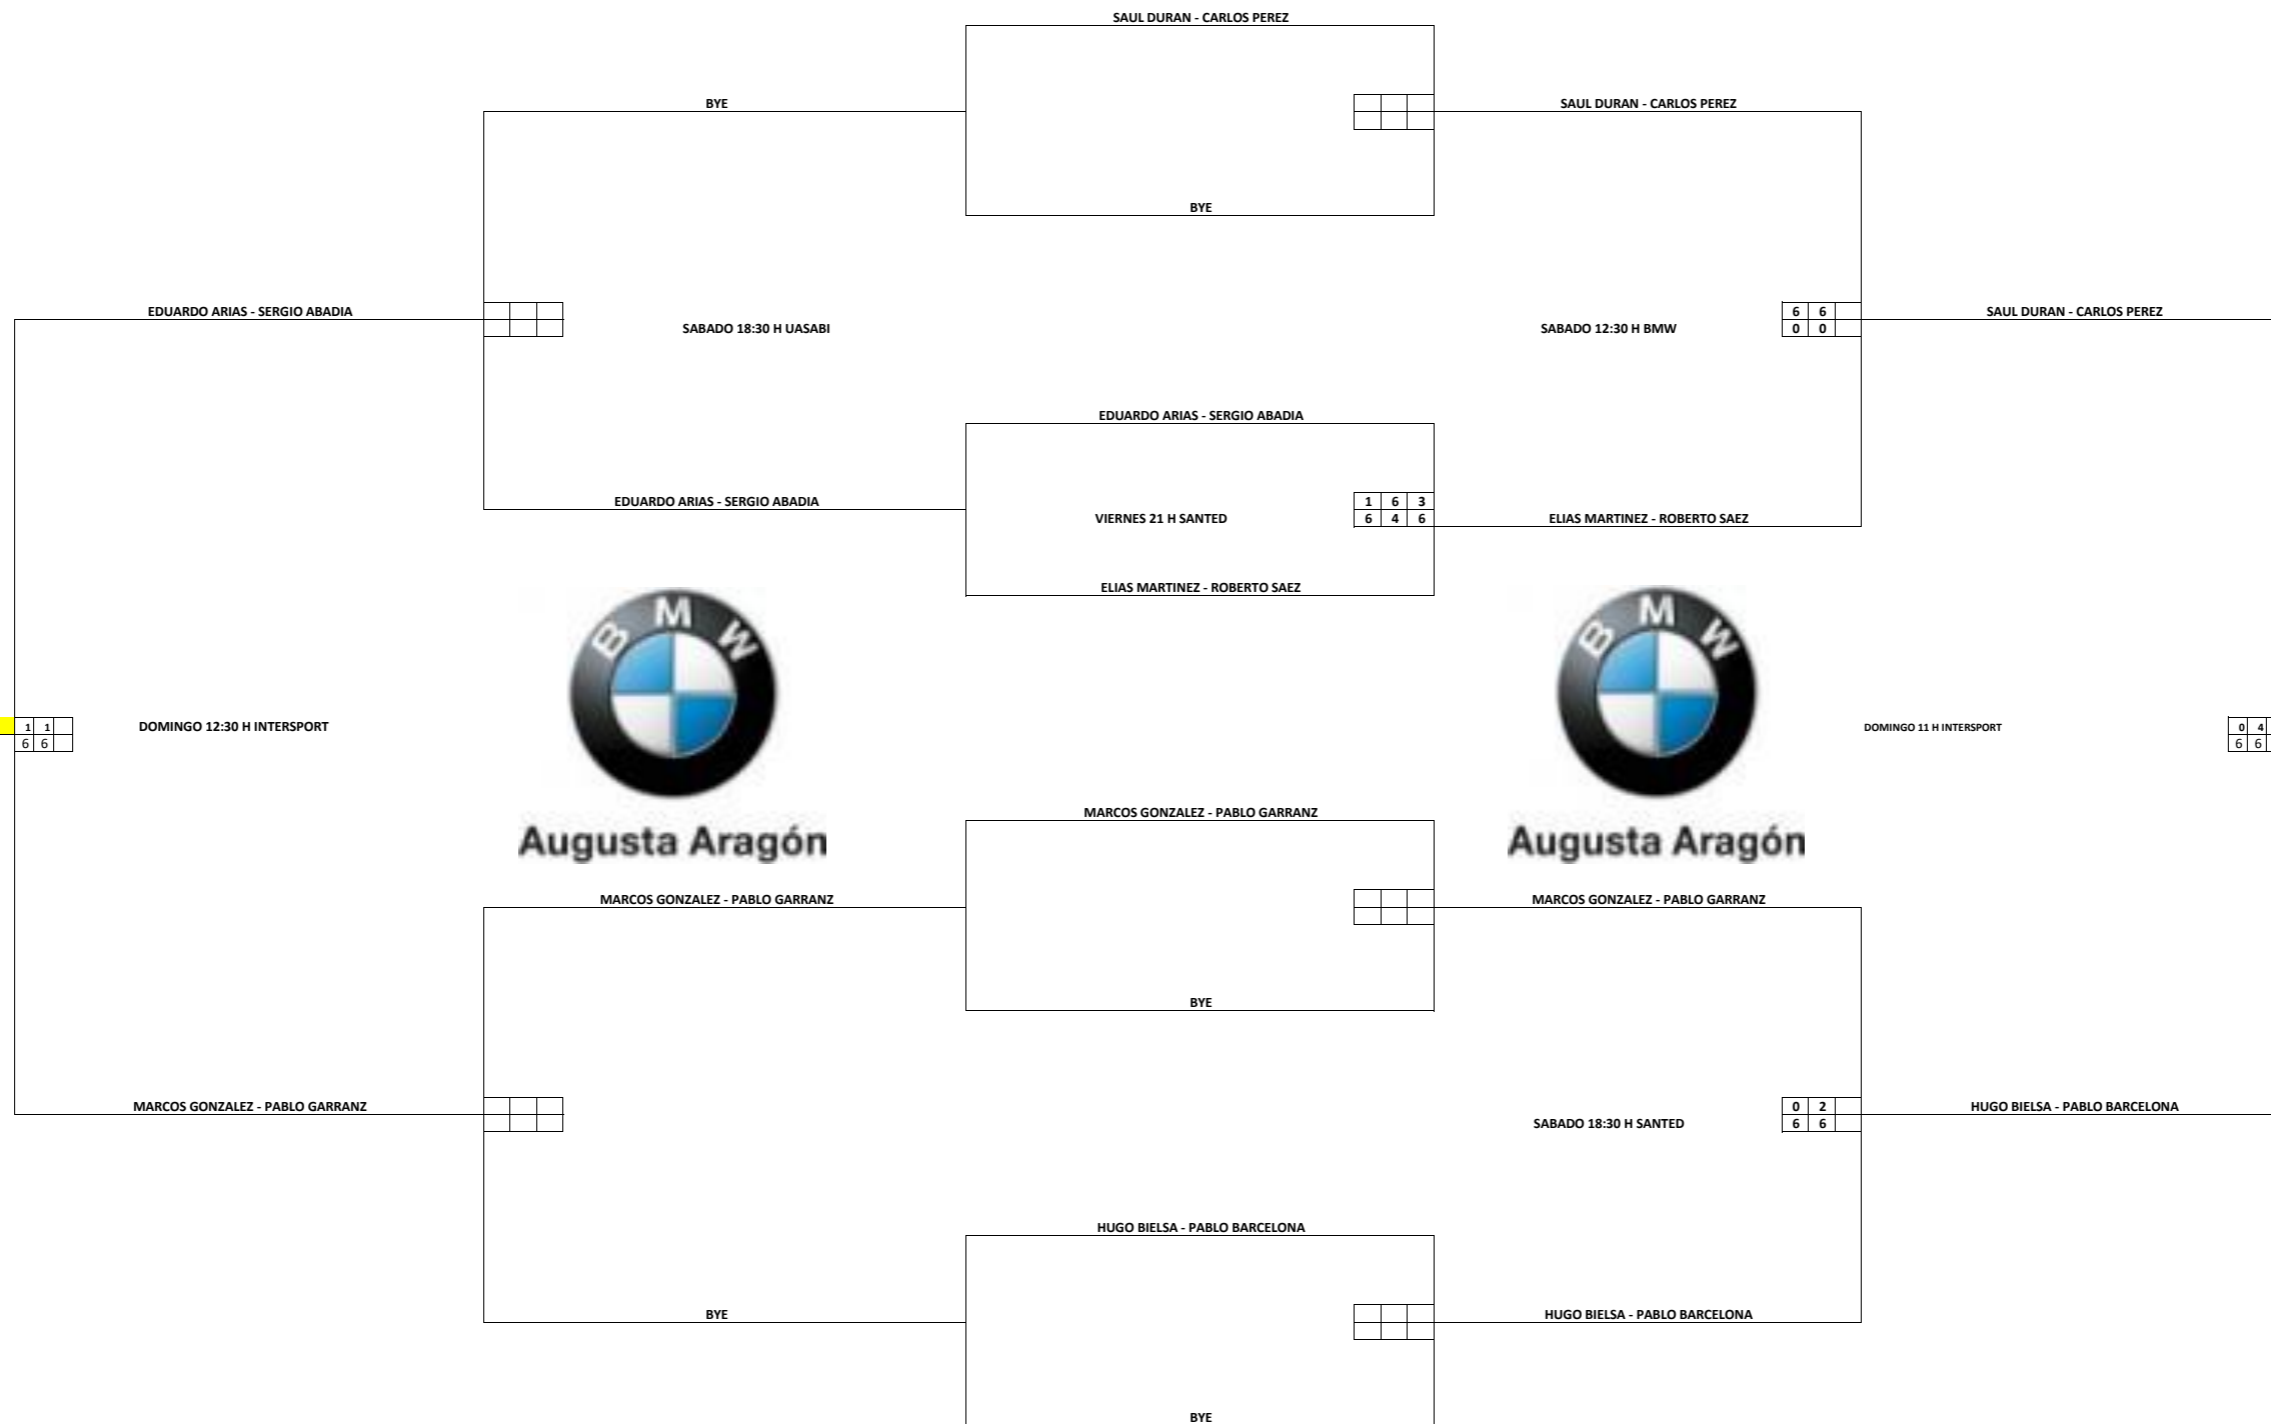 SAUL DURAN - CARLOS PEREZ
BYE
SAUL DURAN - CARLOS PEREZ
BYE
EDUARDO ARIAS - SERGIO ABADIA
SABADO 18:30 H UASABI
SABADO 12:30 H BMW
6 6
0 0
SAUL DURAN - CARLOS PEREZ
EDUARDO ARIAS - SERGIO ABADIA
EDUARDO ARIAS - SERGIO ABADIA
VIERNES 21 H SANTED
1 6 3
6 4 6
ELIAS MARTINEZ - ROBERTO SAEZ
ELIAS MARTINEZ - ROBERTO SAEZ
BMW
BMW
1 1
6 6
DOMINGO 12:30 H INTERSPORT
DOMINGO 11 H INTERSPORT
0 4
6 6
Augusta Aragón
Augusta Aragón
MARCOS GONZALEZ - PABLO GARRANZ
MARCOS GONZALEZ - PABLO GARRANZ
MARCOS GONZALEZ - PABLO GARRANZ
BYE
MARCOS GONZALEZ - PABLO GARRANZ
SABADO 18:30 H SANTED
0 2
6 6
HUGO BIELSA - PABLO BARCELONA
HUGO BIELSA - PABLO BARCELONA
BYE
HUGO BIELSA - PABLO BARCELONA
BYE